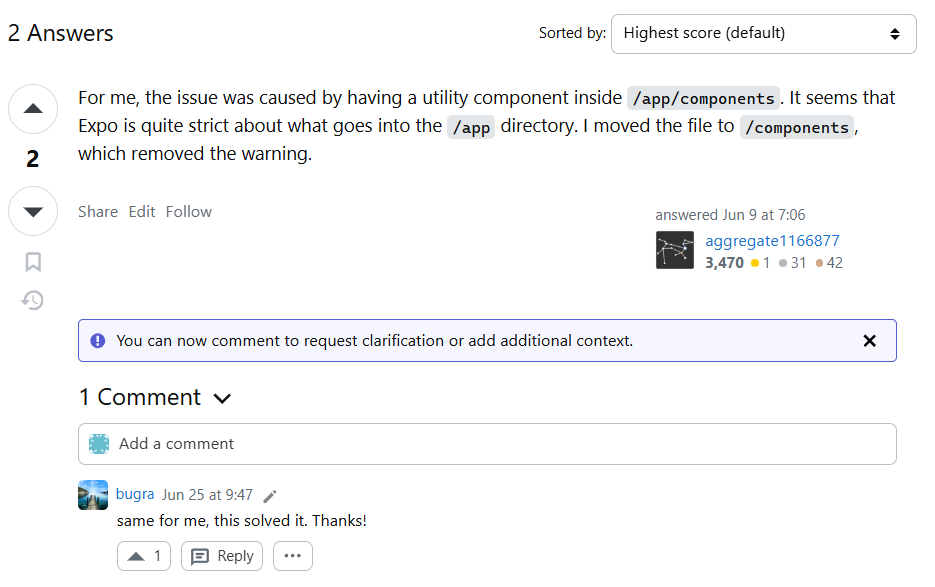 2 Answers
Sorted by: Highest score (default)
For me, the issue was caused by having a utility component inside /app/components. It seems that
Expo is quite strict about what goes into the /app directory. I moved the file to /components,
which removed the warning.
2
Share Edit Follow
answered Jun 9 at 7:06
aggregate1166877
3,470 1 31 42
You can now comment to request clarification or add additional context.
1 Comment
Add a comment
bugra Jun 25 at 9:47
same for me, this solved it. Thanks!
1 Reply